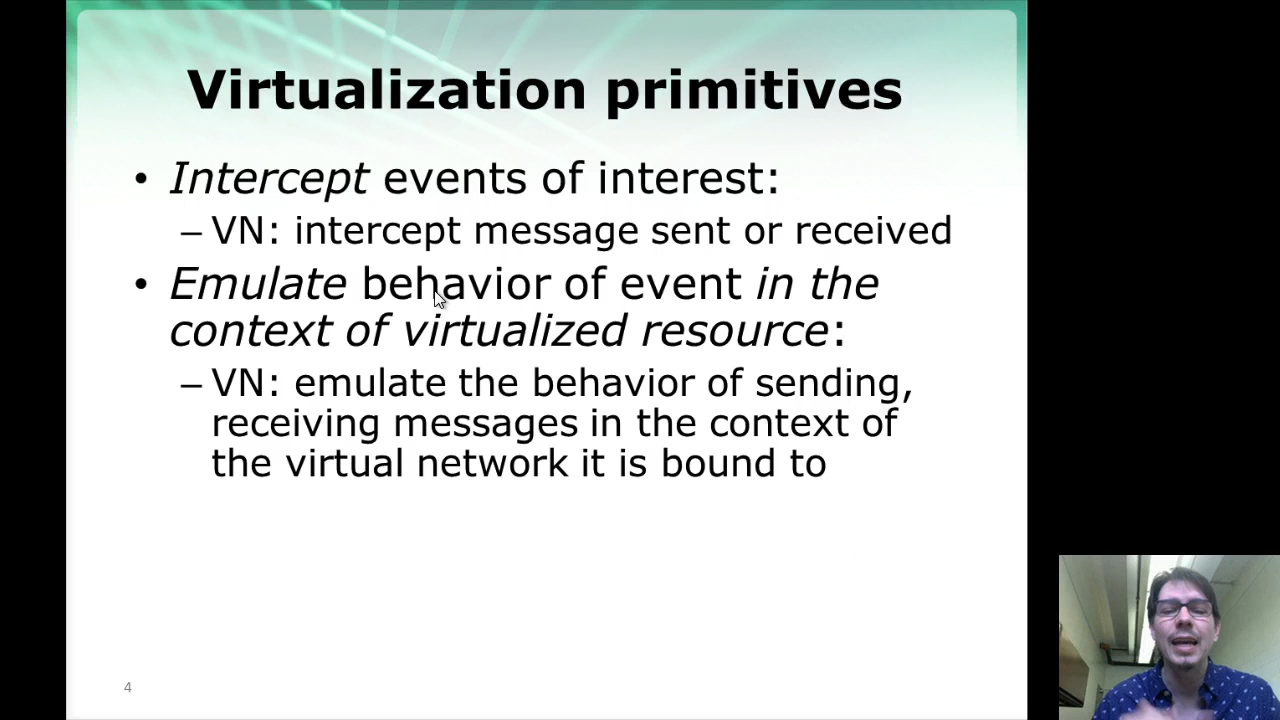 Virtualization primitives
• Intercept events of interest:
– VN: intercept message sent or received
• Emulate behavior of event in the
context of virtualized resource:
– VN: emulate the behavior of sending,
receiving messages in the context of
the virtual network it is bound to
4